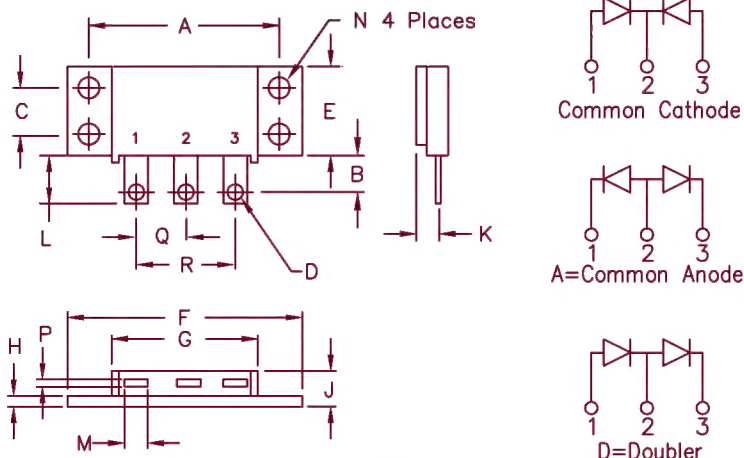 A
N 4 Places
C
E
1 2 3
B
L
Q
R
D
K
F
G
H
P
J
M
1 2 3
Common Cathode
1 2 3
A=Common Anode
1 2 3
D=Doubler